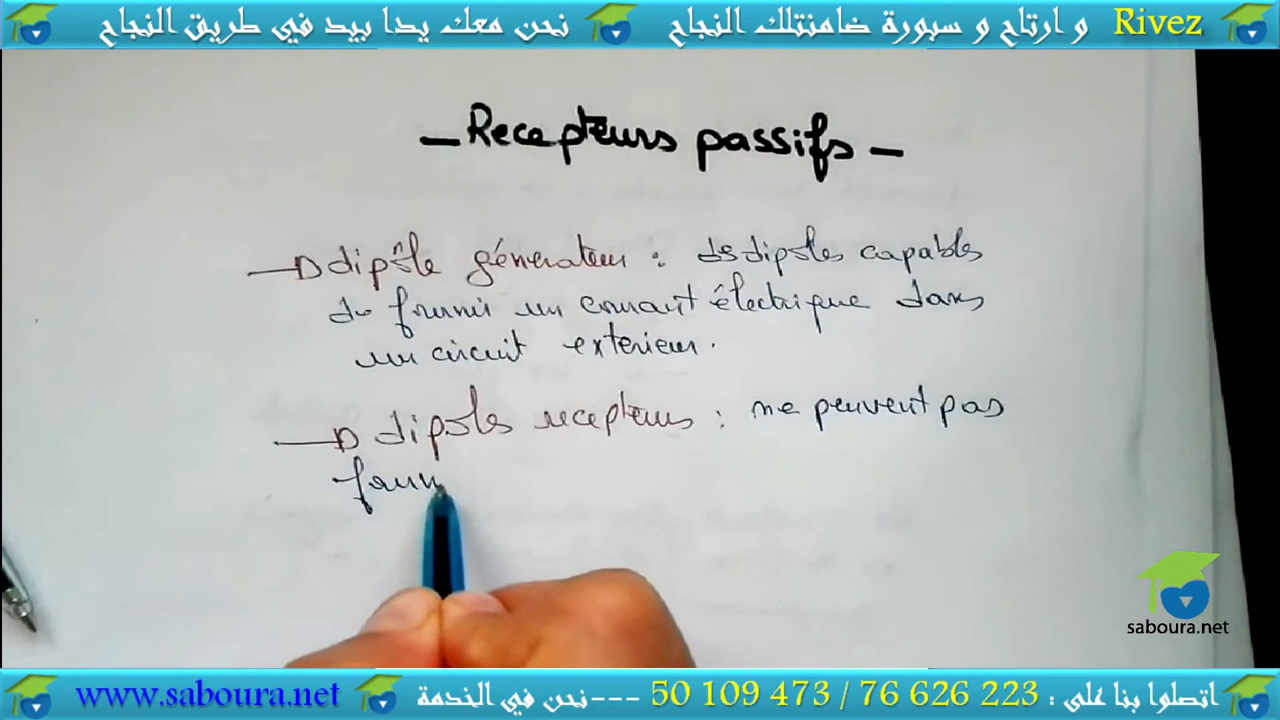 Rivez و ارتاح و سبورة ضامنتلك النجاح
نحن معك يدا بيد في طريق النجاح
- Recepteurs passifs -
dipôle génerateur : des dipôles capables
de fournir un courant électrique dans
un circuit exterieur.
dipoles recepteurs : ne peuvent pas
fourn
saboura.net
www.saboura.net
اتصلوا بنا على : 50 109 473 / 76 626 223 ---نحن في الخدمة